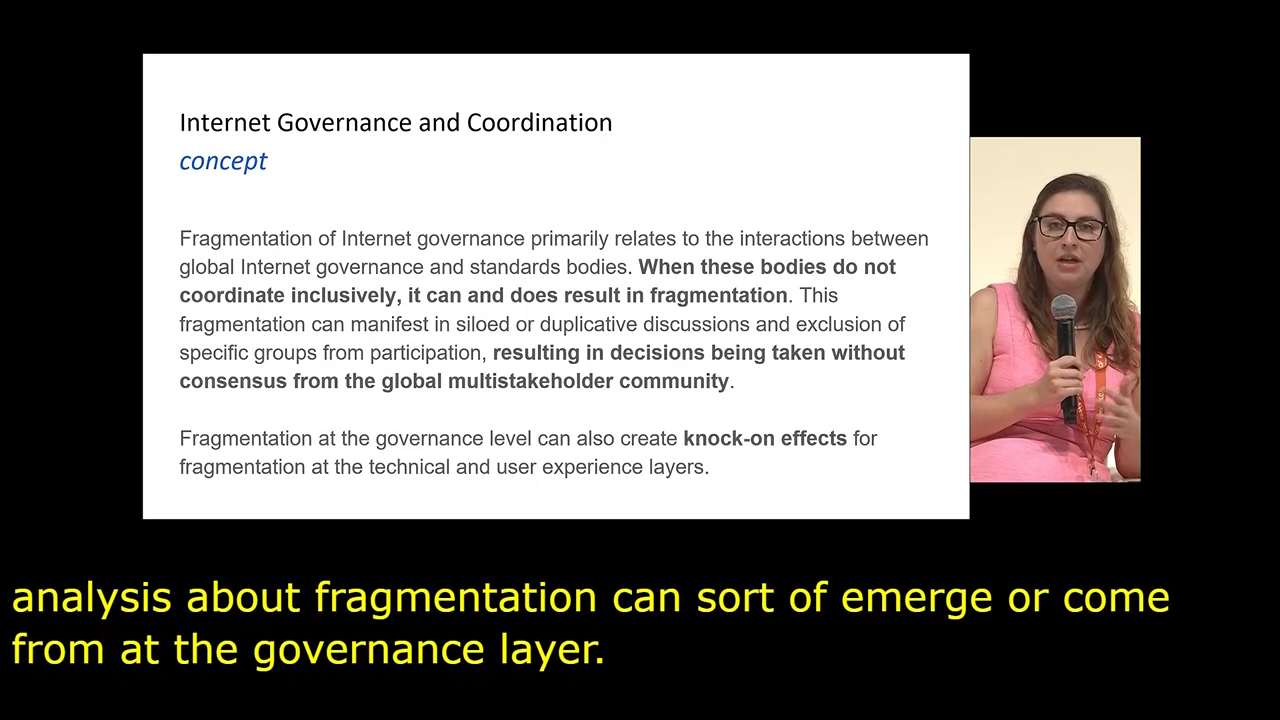 Internet Governance and Coordination
concept
Fragmentation of Internet governance primarily relates to the interactions between
global Internet governance and standards bodies. When these bodies do not
coordinate inclusively, it can and does result in fragmentation. This
fragmentation can manifest in siloed or duplicative discussions and exclusion of
specific groups from participation, resulting in decisions being taken without
consensus from the global multistakeholder community.
Fragmentation at the governance level can also create knock-on effects for
fragmentation at the technical and user experience layers.
analysis about fragmentation can sort of emerge or come
from at the governance layer.